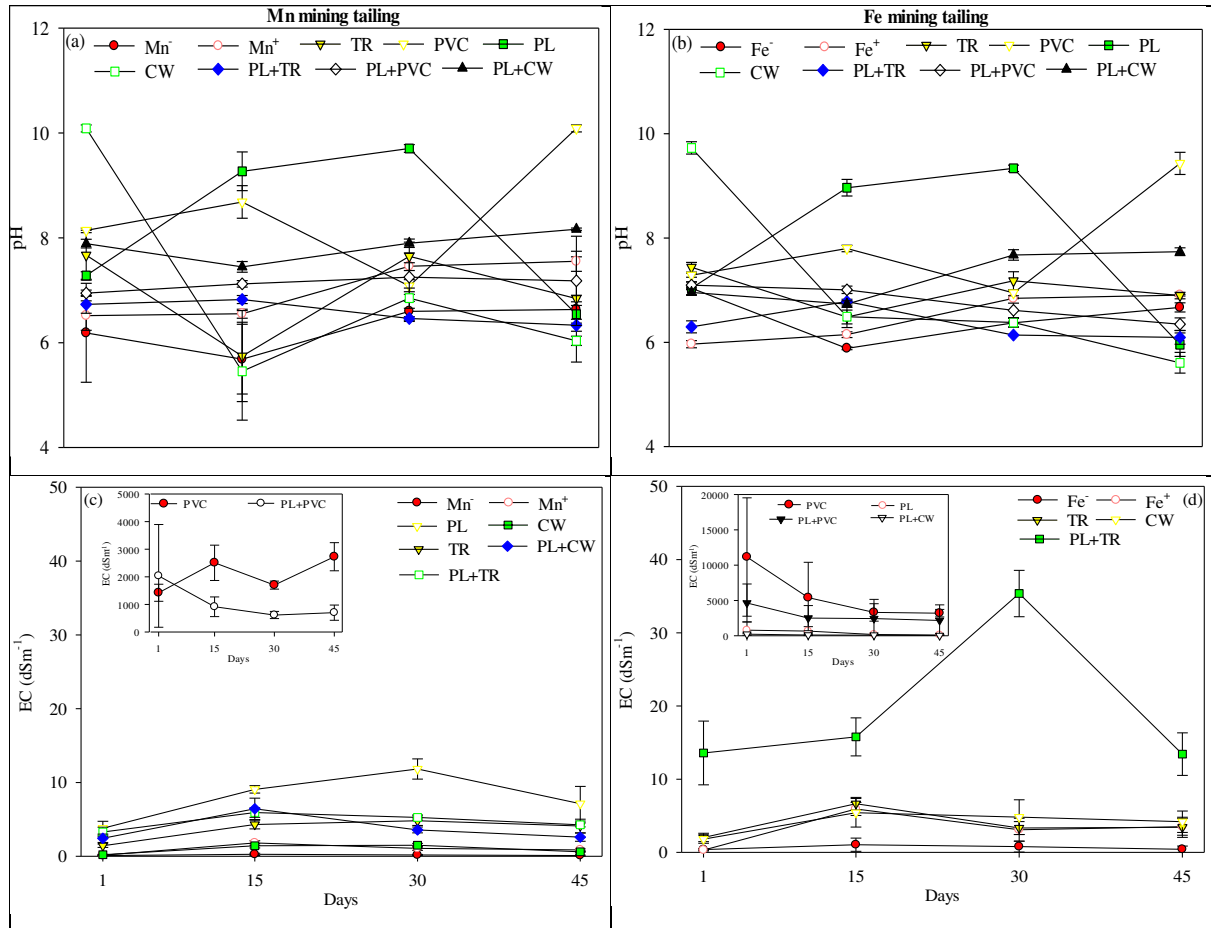 Mn mining tailing
(a)
Mn⁻ Mn⁺ TR PVC PL
CW PL+TR PL+PVC PL+CW
12
10
8
6
4
pH
Fe mining tailing
(b)
Fe⁻ Fe⁺ TR PVC PL
CW PL+TR PL+PVC PL+CW
12
10
8
6
4
pH
(c)
Mn⁻ Mn⁺
PL CW
TR PL+CW
PL+TR
50
40
30
20
10
0
EC (dSm⁻¹)
1 15 30 45
Days
PVC PL+PVC
5000
4000
3000
2000
1000
0
EC (dSm¹)
1 15 30 45
Days
(d)
Fe⁻ Fe⁺
TR CW
PL+TR
50
40
30
20
10
0
EC (dSm⁻¹)
1 15 30 45
Days
PVC PL
PL+PVC PL+CW
20000
15000
10000
5000
0
EC (dSm¹)
1 15 30 45
Days